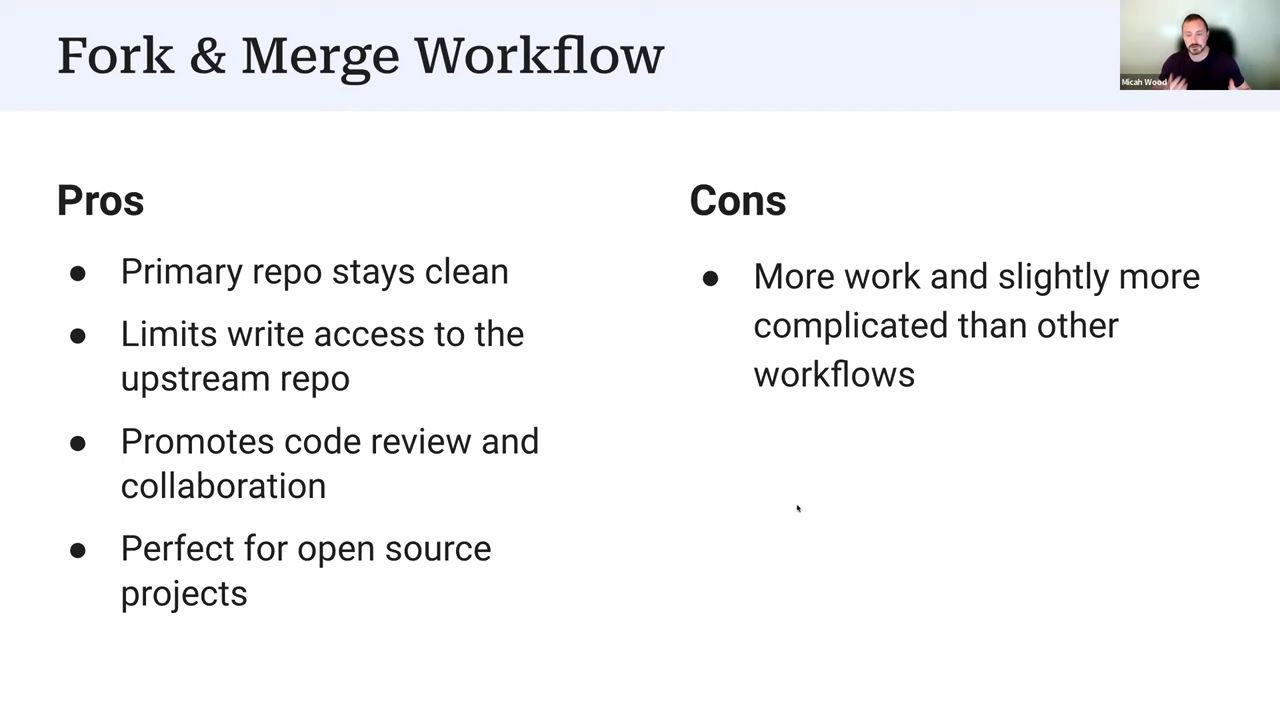 Fork & Merge Workflow
Micah Wood
Pros
● Primary repo stays clean
● Limits write access to the
upstream repo
● Promotes code review and
collaboration
● Perfect for open source
projects
Cons
● More work and slightly more
complicated than other
workflows